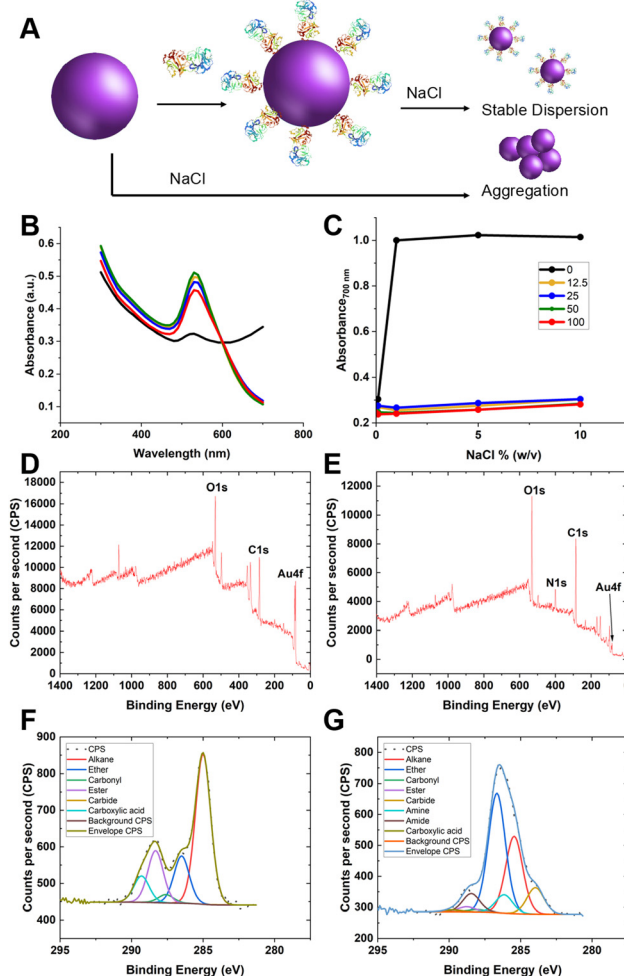 A
NaCl
NaCl
Stable Dispersion
Aggregation
B
Absorbance (a.u.)
0.6
0.5
0.4
0.3
0.2
0.1
200
400
600
800
Wavelength (nm)
C
Absorbance700 nm
1.0
0.8
0.6
0.4
0.2
0
12.5
25
50
100
0
5
10
NaCl % (w/v)
D
Counts per second (CPS)
18000
16000
14000
12000
10000
8000
6000
4000
2000
0
O1s
C1s
Au4f
1400 1200 1000 800 600 400 200 0
Binding Energy (eV)
E
Counts per second (CPS)
12000
10000
8000
6000
4000
2000
0
O1s
C1s
N1s
Au4f
1400 1200 1000 800 600 400 200 0
Binding Energy (eV)
F
Counts per second (CPS)
900
800
700
600
500
400
CPS
Alkane
Ether
Carbonyl
Ester
Carbide
Carboxylic acid
Background CPS
Envelope CPS
295
290
285
280
Binding Energy (eV)
G
Counts per second (CPS)
800
700
600
500
400
300
200
CPS
Alkane
Ether
Carbonyl
Ester
Carbide
Amine
Amide
Carboxylic acid
Background CPS
Envelope CPS
295
290
285
280
Binding Energy (eV)